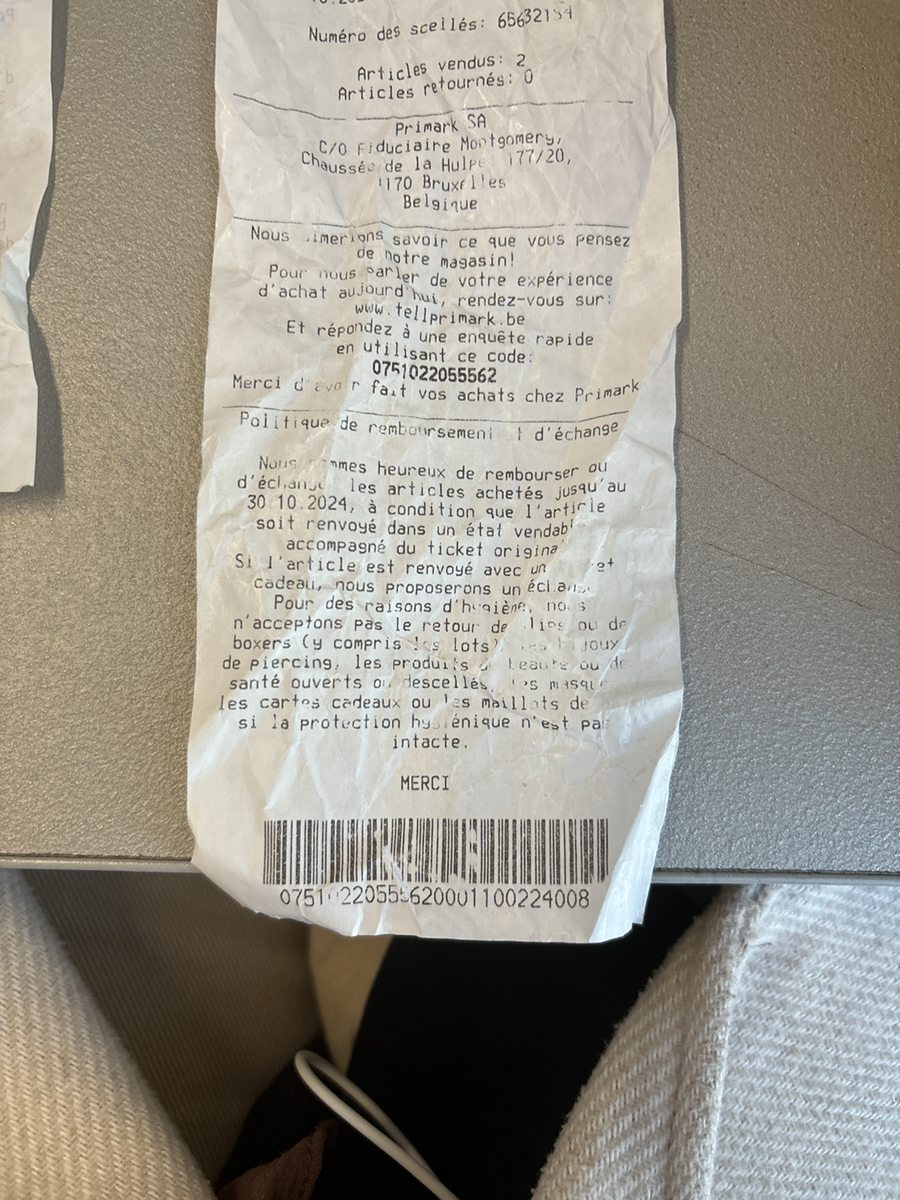 Numéro des scellés:
Articles vendus: 2
Articles retournés: 0
Primark SA
C/O Fiduciaire Montgomery,
Chaussée de la Hulpe 177/20,
1170 Bruxelles
Belgique
Nous aimerions savoir ce que vous pensez
de notre magasin!
Pour nous parler de votre expérience
d'achat aujourd'hui, rendez-vous sur:
www.tellprimark.be
Et répondez à une enquête rapide
en utilisant ce code:
0751022055562
Merci d'avoir fait vos achats chez Primark
Politique de remboursement et d'échange
Nous sommes heureux de rembourser ou
d'échanger les articles achetés jusqu'au
30.10.2024, à condition que l'article
soit renvoyé dans un état vendable
accompagné du ticket original
Si l'article est renvoyé avec un ticket
cadeau, nous proposerons un échange
Pour des raisons d'hygiène, nous
n'acceptons pas le retour de slips ou de
boxers (y compris les lots), les bijoux
de piercing, les produits de beauté ou de
santé ouverts ou descellés, les masques
les cartes cadeaux ou les maillots de
si la protection hygiénique n'est pas
intacte.
MERCI